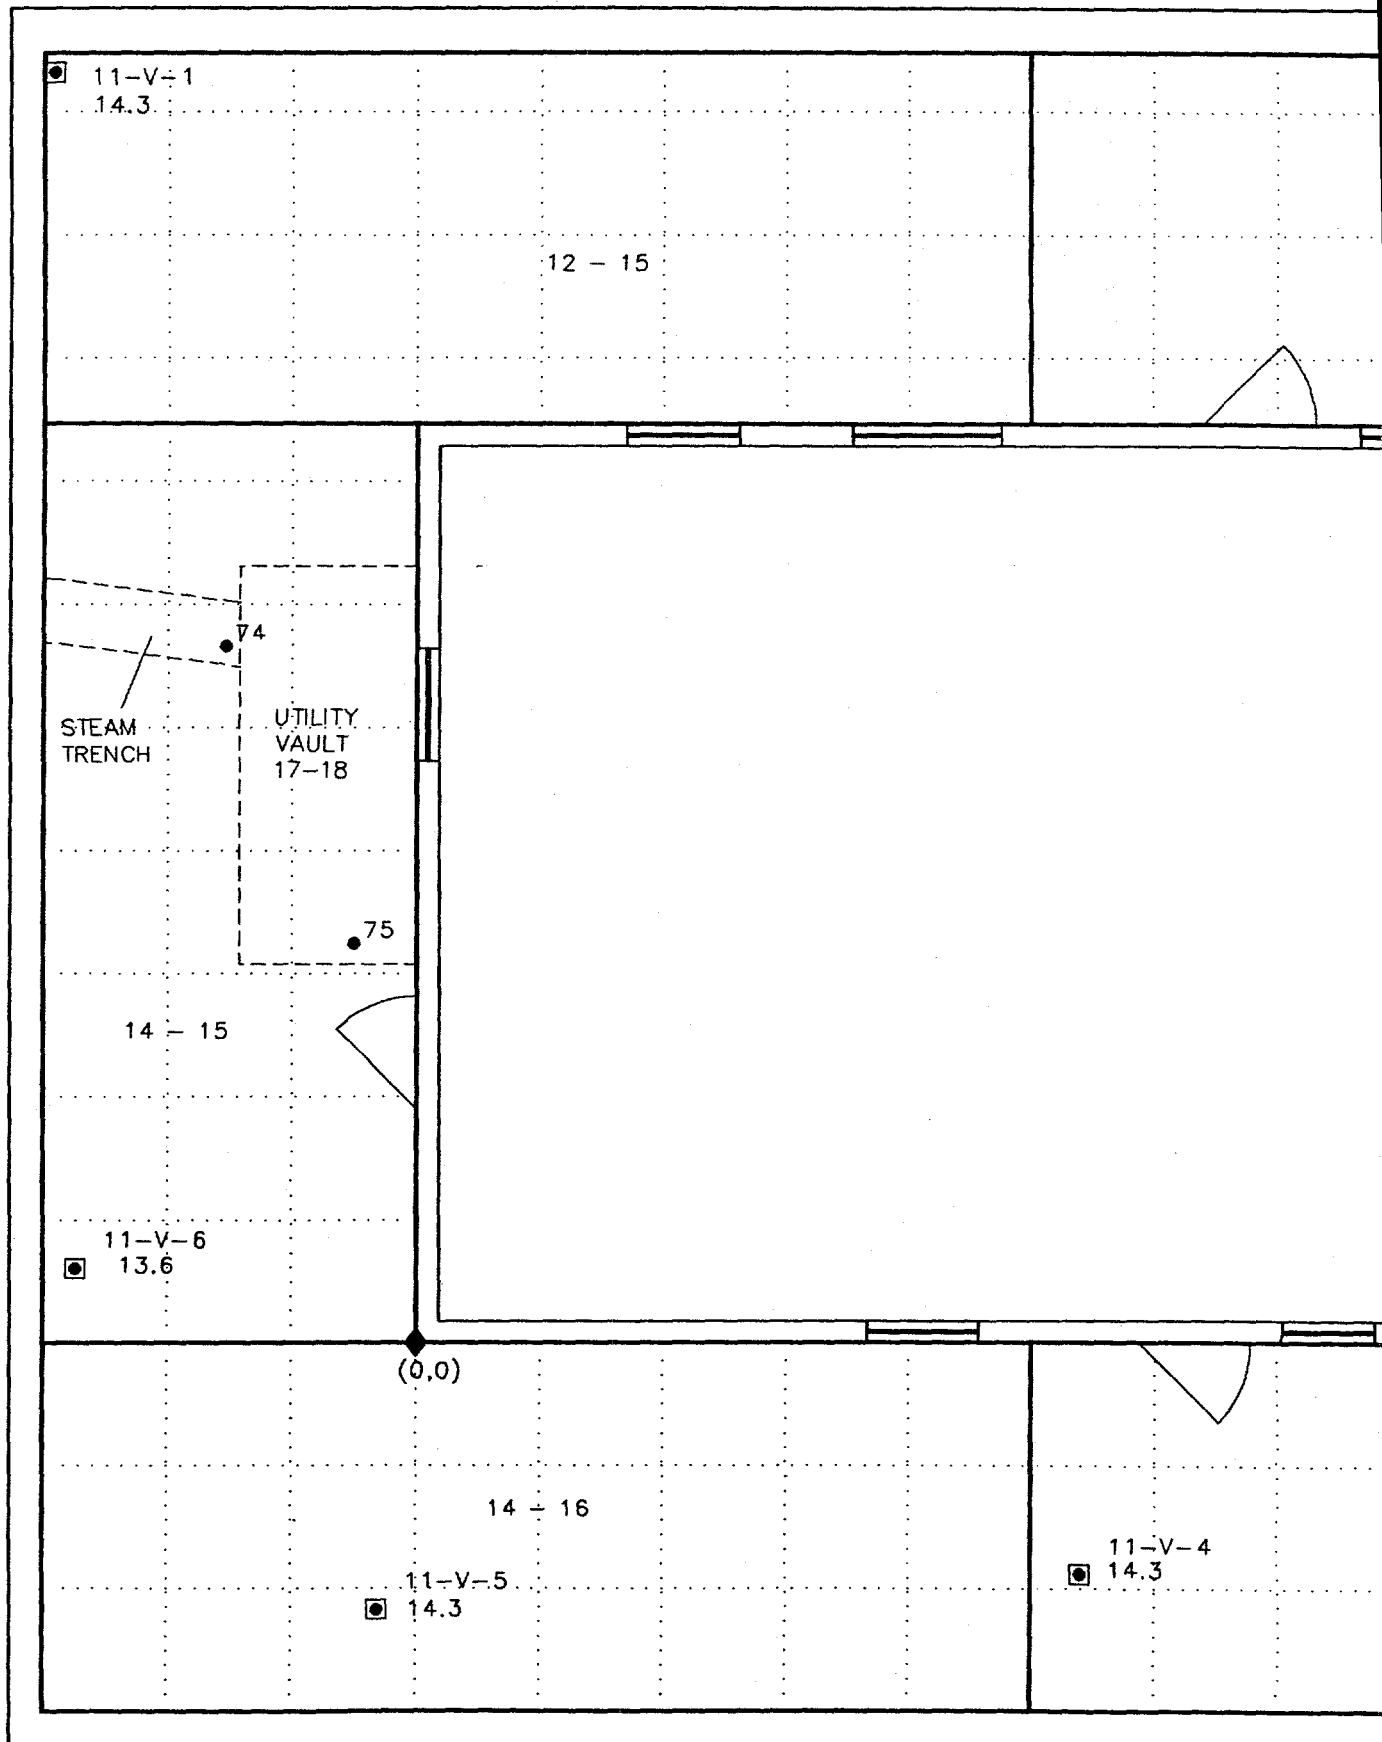 11-V-1
14.3
12 - 15
74
STEAM
TRENCH
UTILITY
VAULT
17-18
75
14 - 15
11-V-6
13.6
(0,0)
14 - 16
11-V-4
14.3
11-V-5
14.3